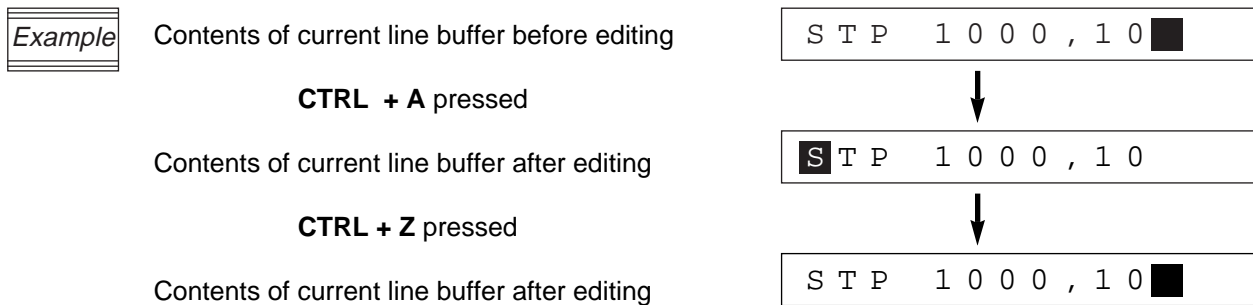 Example
Contents of current line buffer before editing
STP 1000,10
CTRL + A pressed
Contents of current line buffer after editing
STP 1000,10
CTRL + Z pressed
Contents of current line buffer after editing
STP 1000,10